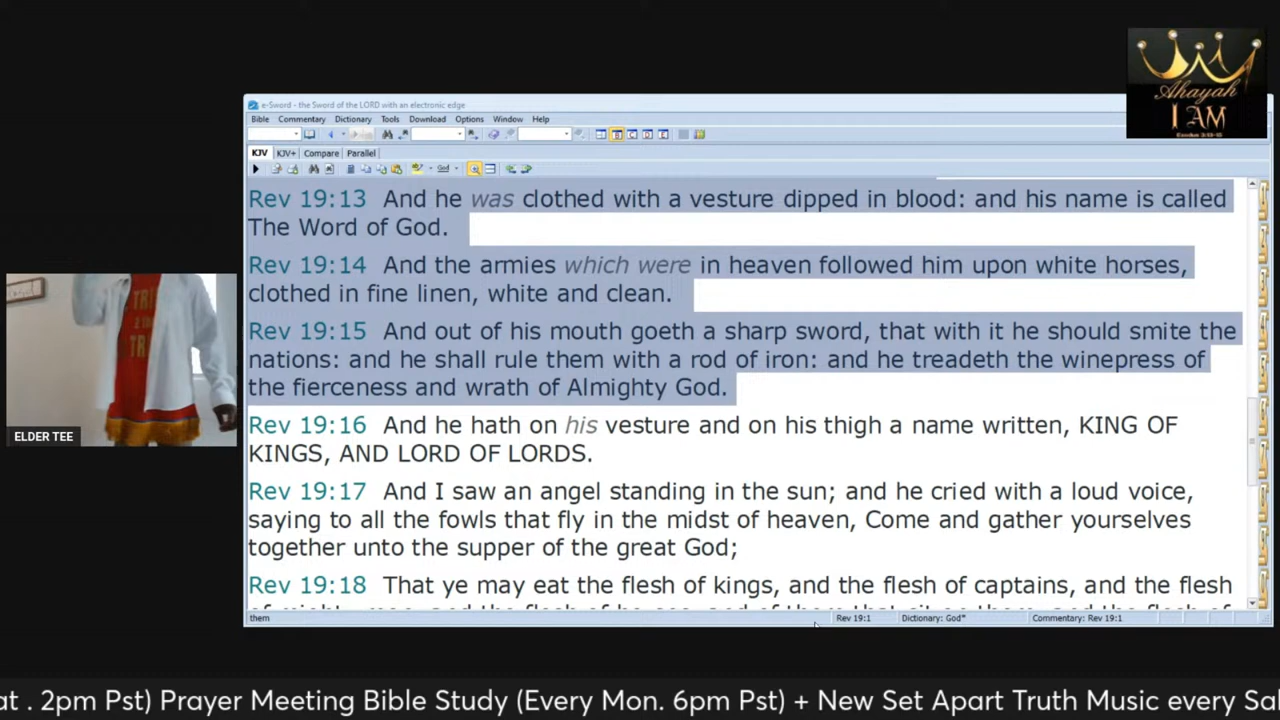 Ahayah
I AM
Exodus 3:13-15
e-Sword - the Sword of the LORD with an electronic edge
Bible Commentary Dictionary Tools Download Options Window Help
KJV KJV+ Compare Parallel
God
Rev 19:13 And he was clothed with a vesture dipped in blood: and his name is called
The Word of God.
Rev 19:14 And the armies which were in heaven followed him upon white horses,
clothed in fine linen, white and clean.
Rev 19:15 And out of his mouth goeth a sharp sword, that with it he should smite the
nations: and he shall rule them with a rod of iron: and he treadeth the winepress of
the fierceness and wrath of Almighty God.
Rev 19:16 And he hath on his vesture and on his thigh a name written, KING OF
KINGS, AND LORD OF LORDS.
Rev 19:17 And I saw an angel standing in the sun; and he cried with a loud voice,
saying to all the fowls that fly in the midst of heaven, Come and gather yourselves
together unto the supper of the great God;
Rev 19:18 That ye may eat the flesh of kings, and the flesh of captains, and the flesh
them Rev 19:1 Dictionary: God* Commentary: Rev 19:1
ELDER TEE
at . 2pm Pst) Prayer Meeting Bible Study (Every Mon. 6pm Pst) + New Set Apart Truth Music every Sa